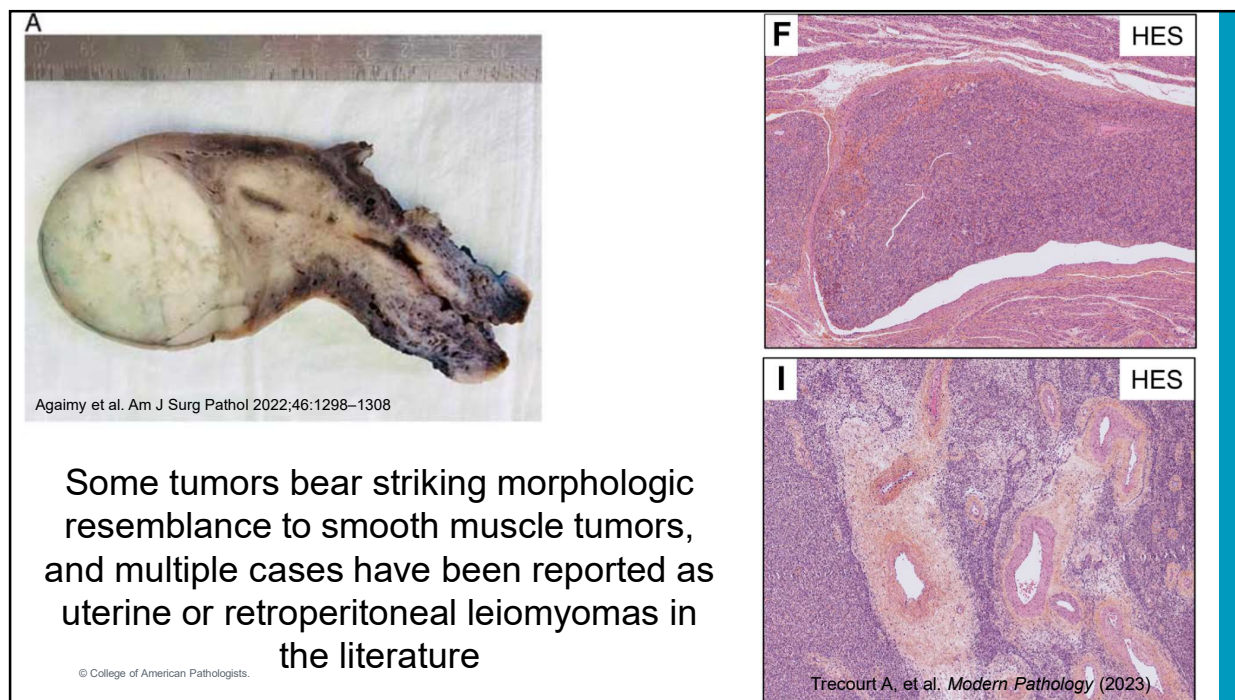 A
Agaimy et al. Am J Surg Pathol 2022;46:1298–1308
Some tumors bear striking morphologic
resemblance to smooth muscle tumors,
and multiple cases have been reported as
uterine or retroperitoneal leiomyomas in
the literature
© College of American Pathologists.
F
HES
I
HES
Trecourt A, et al. Modern Pathology (2023)